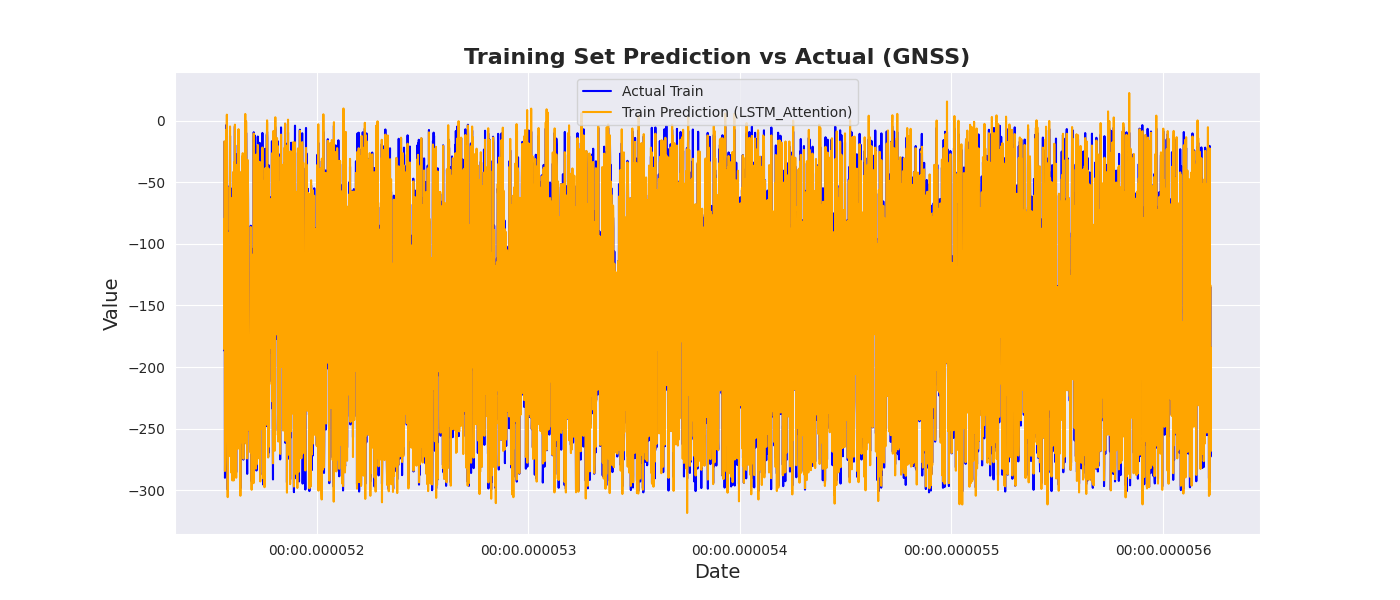 Training Set Prediction vs Actual (GNSS)
Actual Train
Train Prediction (LSTM_Attention)
Value
0
−50
−100
−150
−200
−250
−300
00:00.000052
00:00.000053
00:00.000054
00:00.000055
00:00.000056
Date